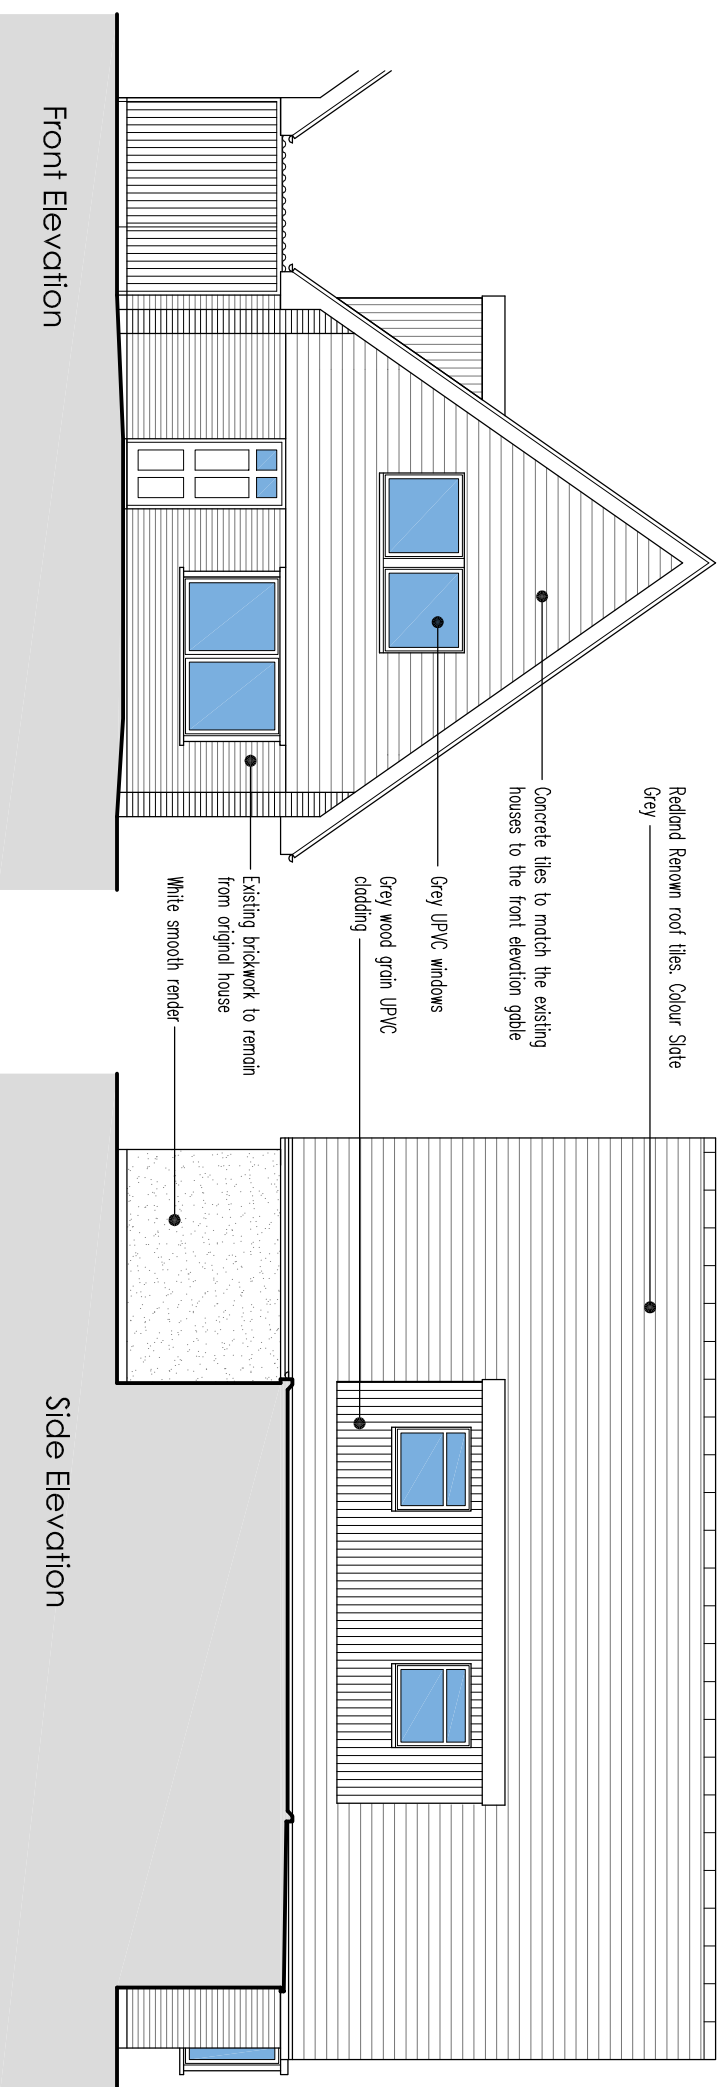 Redland Renown roof tiles. Colour Slate
Grey
Concrete tiles to match the existing
houses to the front elevation gable
Grey UPVC windows
Grey wood grain UPVC
cladding
Existing brickwork to remain
from original house
White smooth render
Front Elevation
Side Elevation